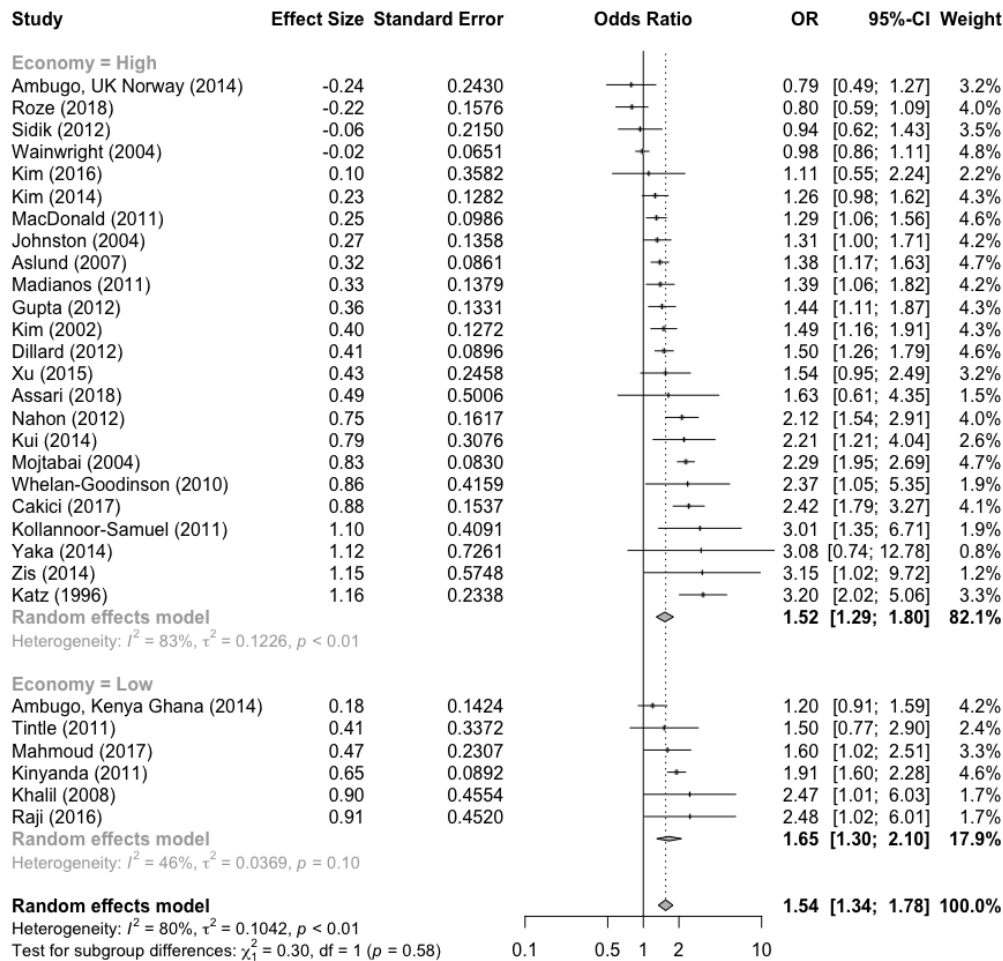 Study Effect Size Standard Error Odds Ratio OR 95%-CI Weight
Economy = High
Ambugo, UK Norway (2014) -0.24 0.2430 0.79 [0.49; 1.27] 3.2%
Roze (2018) -0.22 0.1576 0.80 [0.59; 1.09] 4.0%
Sidik (2012) -0.06 0.2150 0.94 [0.62; 1.43] 3.5%
Wainwright (2004) -0.02 0.0651 0.98 [0.86; 1.11] 4.8%
Kim (2016) 0.10 0.3582 1.11 [0.55; 2.24] 2.2%
Kim (2014) 0.23 0.1282 1.26 [0.98; 1.62] 4.3%
MacDonald (2011) 0.25 0.0986 1.29 [1.06; 1.56] 4.6%
Johnston (2004) 0.27 0.1358 1.31 [1.00; 1.71] 4.2%
Aslund (2007) 0.32 0.0861 1.38 [1.17; 1.63] 4.7%
Madianos (2011) 0.33 0.1379 1.39 [1.06; 1.82] 4.2%
Gupta (2012) 0.36 0.1331 1.44 [1.11; 1.87] 4.3%
Kim (2002) 0.40 0.1272 1.49 [1.16; 1.91] 4.3%
Dillard (2012) 0.41 0.0896 1.50 [1.26; 1.79] 4.6%
Xu (2015) 0.43 0.2458 1.54 [0.95; 2.49] 3.2%
Assari (2018) 0.49 0.5006 1.63 [0.61; 4.35] 1.5%
Nahon (2012) 0.75 0.1617 2.12 [1.54; 2.91] 4.0%
Kui (2014) 0.79 0.3076 2.21 [1.21; 4.04] 2.6%
Mojtabai (2004) 0.83 0.0830 2.29 [1.95; 2.69] 4.7%
Whelan-Goodinson (2010) 0.86 0.4159 2.37 [1.05; 5.35] 1.9%
Cakici (2017) 0.88 0.1537 2.42 [1.79; 3.27] 4.1%
Kollannoor-Samuel (2011) 1.10 0.4091 3.01 [1.35; 6.71] 1.9%
Yaka (2014) 1.12 0.7261 3.08 [0.74; 12.78] 0.8%
Zis (2014) 1.15 0.5748 3.15 [1.02; 9.72] 1.2%
Katz (1996) 1.16 0.2338 3.20 [2.02; 5.06] 3.3%
Random effects model 1.52 [1.29; 1.80] 82.1%
Heterogeneity: I² = 83%, τ² = 0.1226, p < 0.01
Economy = Low
Ambugo, Kenya Ghana (2014) 0.18 0.1424 1.20 [0.91; 1.59] 4.2%
Tintle (2011) 0.41 0.3372 1.50 [0.77; 2.90] 2.4%
Mahmoud (2017) 0.47 0.2307 1.60 [1.02; 2.51] 3.3%
Kinyanda (2011) 0.65 0.0892 1.91 [1.60; 2.28] 4.6%
Khalil (2008) 0.90 0.4554 2.47 [1.01; 6.03] 1.7%
Raji (2016) 0.91 0.4520 2.48 [1.02; 6.01] 1.7%
Random effects model 1.65 [1.30; 2.10] 17.9%
Heterogeneity: I² = 46%, τ² = 0.0369, p = 0.10
Random effects model 1.54 [1.34; 1.78] 100.0%
Heterogeneity: I² = 80%, τ² = 0.1042, p < 0.01
Test for subgroup differences: χ²₁ = 0.30, df = 1 (p = 0.58)
0.1 0.5 1 2 10